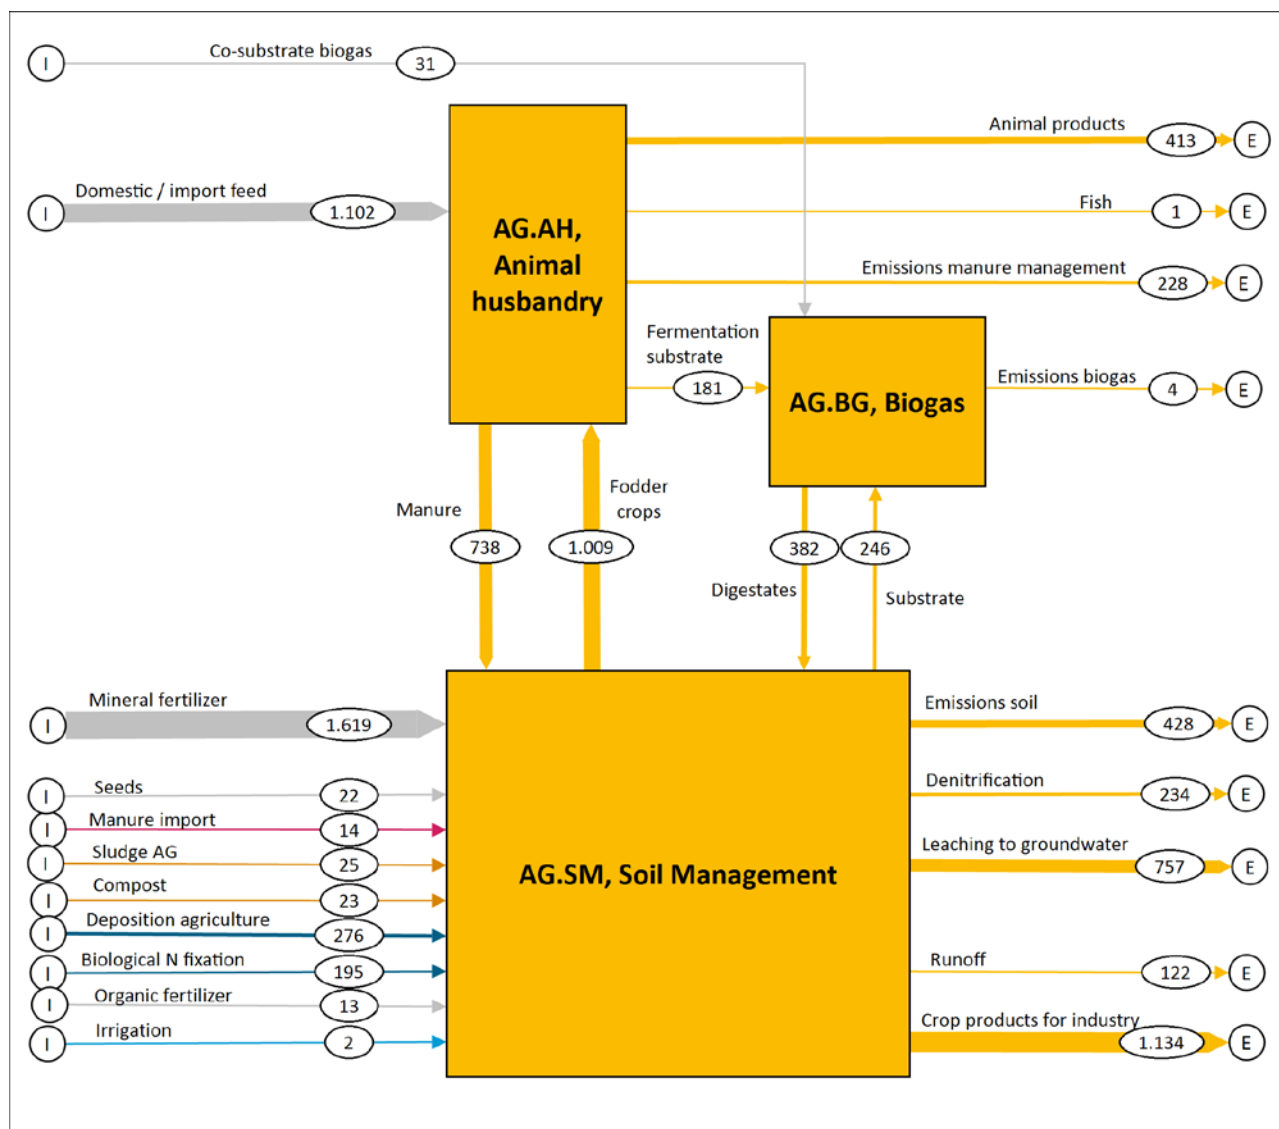 I
Co-substrate biogas
31
Animal products
413
E
I
Domestic / import feed
1.102
AG.AH,
Animal
husbandry
Fish
1
E
Emissions manure management
228
E
Fermentation
substrate
181
AG.BG, Biogas
Emissions biogas
4
E
Manure
738
Fodder
crops
1.009
382
246
Digestates
Substrate
I
Mineral fertilizer
1.619
AG.SM, Soil Management
Emissions soil
428
E
I
Seeds
22
Denitrification
234
E
I
Manure import
14
I
Sludge AG
25
Leaching to groundwater
757
E
I
Compost
23
I
Deposition agriculture
276
I
Biological N fixation
195
Runoff
122
E
I
Organic fertilizer
13
I
Irrigation
2
Crop products for industry
1.134
E